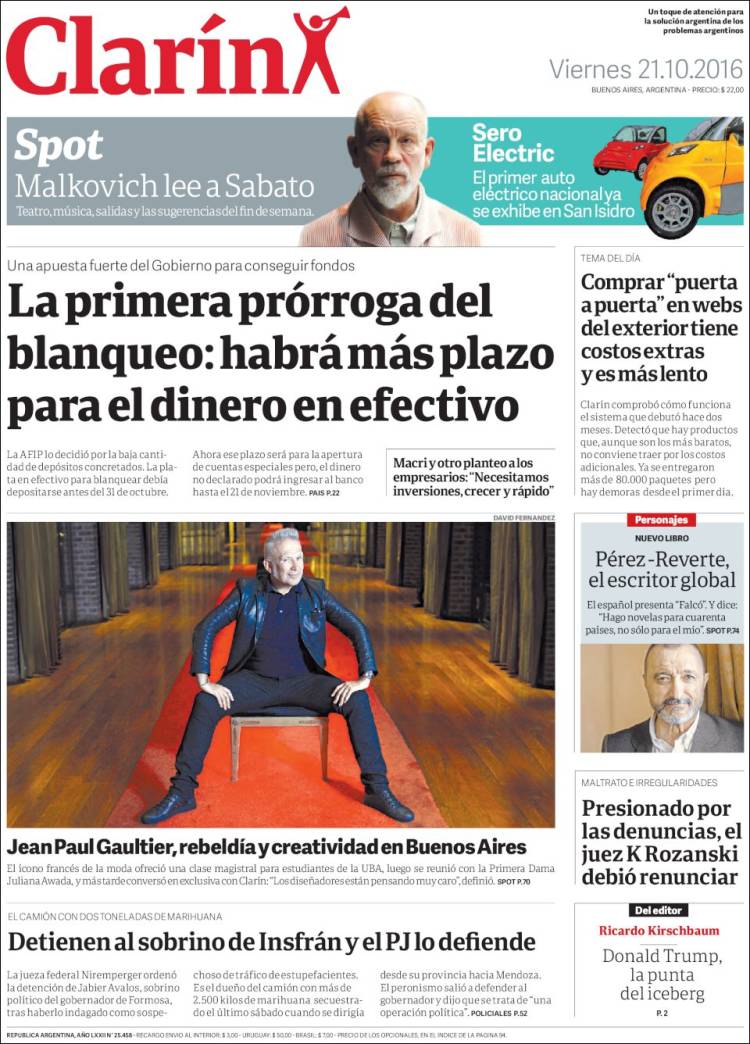 Clarín
Un toque de atención para
la solución argentina de los
problemas argentinos
Viernes 21.10.2016
BUENOS AIRES, ARGENTINA - PRECIO: $ 22,00
Spot
Malkovich lee a Sabato
Teatro, música, salidas y las sugerencias del fin de semana.
Sero
Electric
El primer auto
eléctrico nacional ya
se exhibe en San Isidro
Una apuesta fuerte del Gobierno para conseguir fondos
La primera prórroga del
blanqueo: habrá más plazo
para el dinero en efectivo
La AFIP lo decidió por la baja canti-
dad de depósitos concretados. La pla-
ta en efectivo para blanquear debía
depositarse antes del 31 de octubre.
Ahora ese plazo será para la apertura
de cuentas especiales pero, el dinero
no declarado podrá ingresar al banco
hasta el 21 de noviembre. PAIS P.22
Macri y otro planteo a los
empresarios: “Necesitamos
inversiones, crecer y rápido”
TEMA DEL DÍA
Comprar “puerta
a puerta” en webs
del exterior tiene
costos extras
y es más lento
Clarín comprobó cómo funciona
el sistema que debutó hace dos
meses. Detectó que hay productos
que, aunque son los más baratos,
no conviene traer por los costos
adicionales. Ya se entregaron
más de 80.000 paquetes pero
hay demoras desde el primer día.
DAVID FERNANDEZ
Jean Paul Gaultier, rebeldía y creatividad en Buenos Aires
El ícono francés de la moda ofreció una clase magistral para estudiantes de la UBA, luego se reunió con la Primera Dama
Juliana Awada, y más tarde conversó en exclusiva con Clarín: “Los diseñadores están pensando muy caro”, definió. SPOT P.70
Personajes
NUEVO LIBRO
Pérez-Reverte,
el escritor global
El español presenta “Falcó”. Y dice:
“Hago novelas para cuarenta
países, no sólo para el mío”. SPOT P.74
MALTRATO E IRREGULARIDADES
Presionado por
las denuncias, el
juez K Rozanski
debió renunciar
EL CAMIÓN CON DOS TONELADAS DE MARIHUANA
Detienen al sobrino de Insfrán y el PJ lo defiende
La jueza federal Niremperger ordenó
la detención de Jabier Avalos, sobrino
político del gobernador de Formosa,
tras haberlo indagado como sospe-
choso de tráfico de estupefacientes.
Es el dueño del camión con más de
2.500 kilos de marihuana secuestra-
do el último sábado cuando se dirigía
desde su provincia hacia Mendoza.
El peronismo salió a defender al
gobernador y dijo que se trata de “una
operación política”. POLICIALES P.52
Del editor
Ricardo Kirschbaum
Donald Trump,
la punta
del iceberg
P. 2
REPUBLICA ARGENTINA, AÑO LXXII N° 25.458 - RECARGO ENVIO AL INTERIOR: $ 3,00 - URUGUAY: $ 50,00 - BRASIL: $ 7,00 - PRECIO DE LOS OPCIONALES, EN EL INDICE DE LA PAGINA 94.